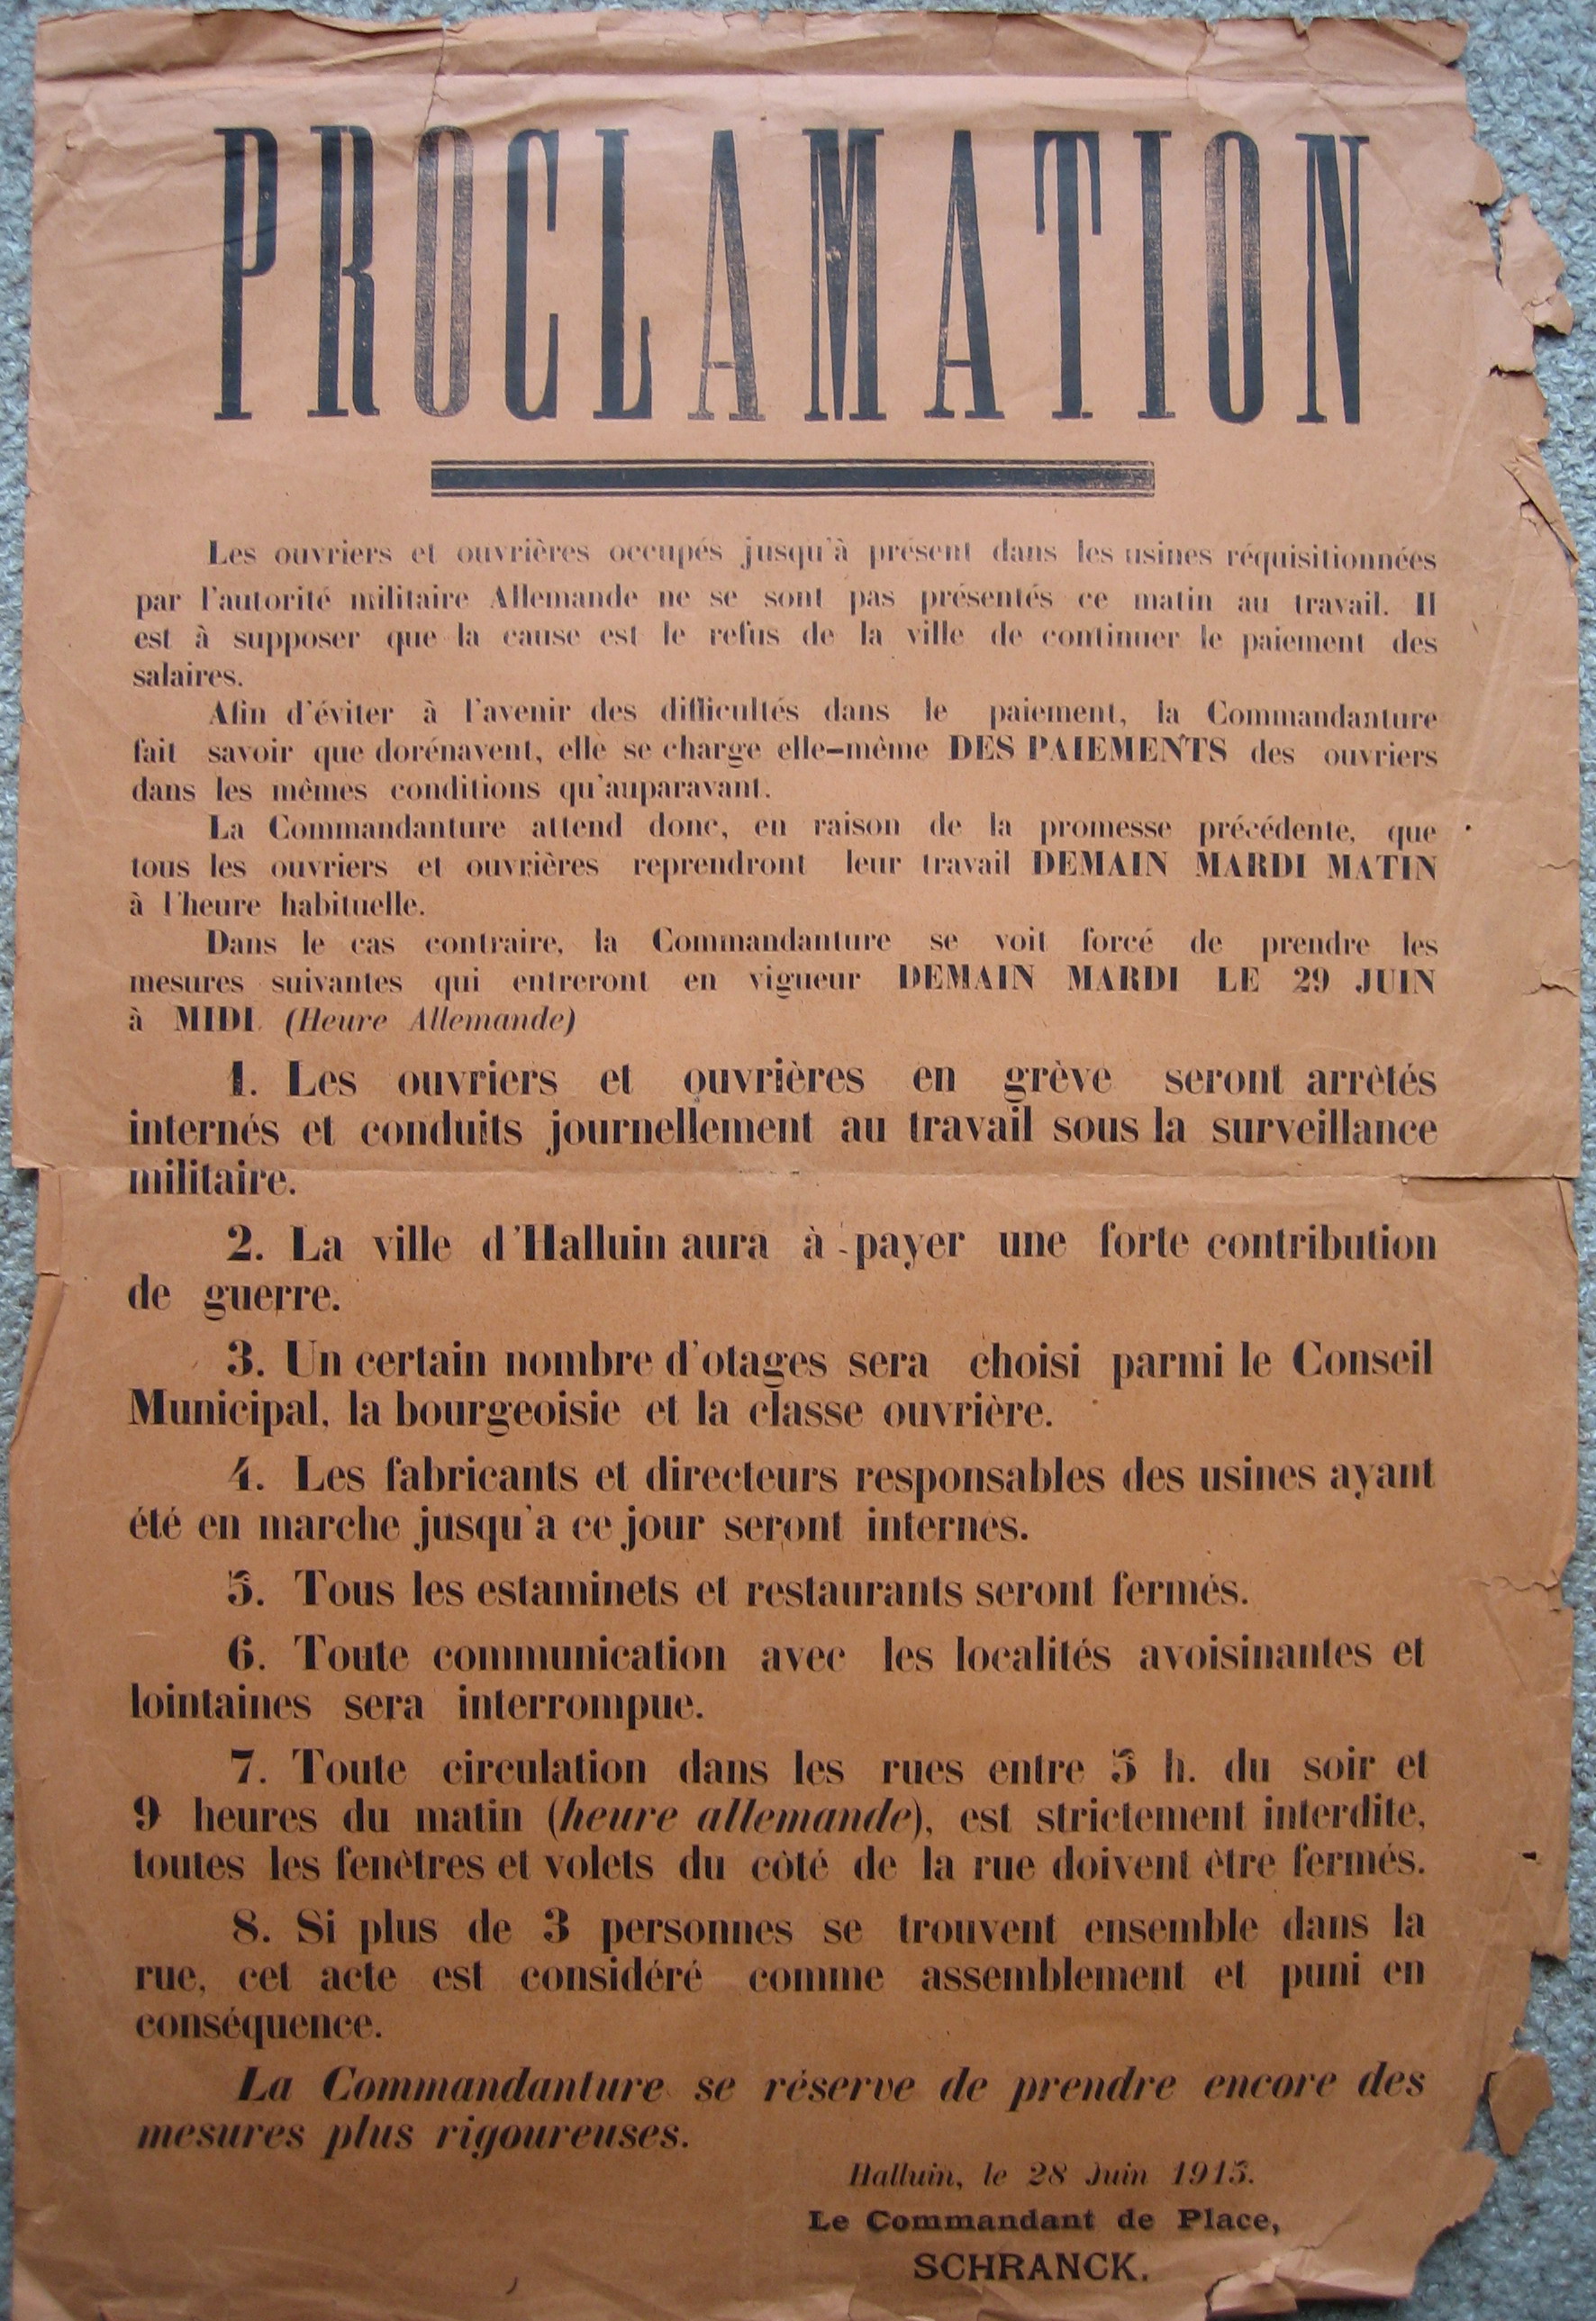 PROCLAMATION
Les ouvriers et ouvrières occupés jusqu'à présent dans les usines réquisitionnées
par l'autorité militaire Allemande ne se sont pas présentés ce matin au travail. Il
est à supposer que la cause est le refus de la ville de continuer le paiement des
salaires.
Afin d'éviter à l'avenir des difficultés dans le paiement, la Commandanture
fait savoir que dorénavent, elle se charge elle-même DES PAIEMENTS des ouvriers
dans les mêmes conditions qu'auparavant.
La Commandanture attend donc, en raison de la promesse précédente, que
tous les ouvriers et ouvrières reprendront leur travail DEMAIN MARDI MATIN
à l'heure habituelle.
Dans le cas contraire, la Commandanture se voit forcé de prendre les
mesures suivantes qui entreront en vigueur DEMAIN MARDI LE 29 JUIN
à MIDI (Heure Allemande)
1. Les ouvriers et ouvrières en grève seront arrêtés
internés et conduits journellement au travail sous la surveillance
militaire.
2. La ville d'Halluin aura à payer une forte contribution
de guerre.
3. Un certain nombre d'otages sera choisi parmi le Conseil
Municipal, la bourgeoisie et la classe ouvrière.
4. Les fabricants et directeurs responsables des usines ayant
été en marche jusqu'a ce jour seront internés.
5. Tous les estaminets et restaurants seront fermés.
6. Toute communication avec les localités avoisinantes et
lointaines sera interrompue.
7. Toute circulation dans les rues entre 5 h. du soir et
9 heures du matin (heure allemande), est strictement interdite,
toutes les fenêtres et volets du côté de la rue doivent être fermés.
8. Si plus de 3 personnes se trouvent ensemble dans la
rue, cet acte est considéré comme assemblement et puni en
conséquence.
La Commandanture se réserve de prendre encore des
mesures plus rigoureuses.
Halluin, le 28 Juin 1915.
Le Commandant de Place,
SCHRANCK.